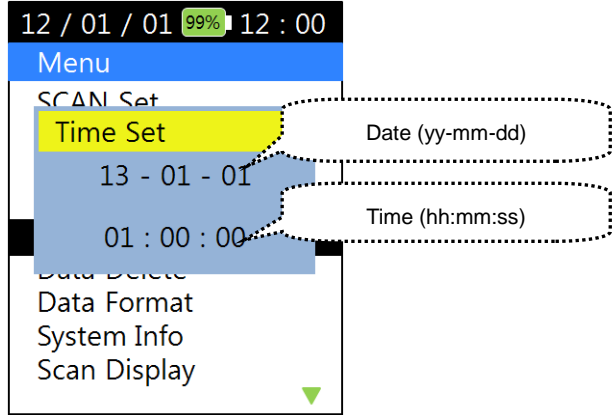 12 / 01 / 01 99% 12 : 00
Menu
SCAN Set
Time Set
Date (yy-mm-dd)
13 - 01 - 01
Time (hh:mm:ss)
01 : 00 : 00
Data Delete
Data Format
System Info
Scan Display